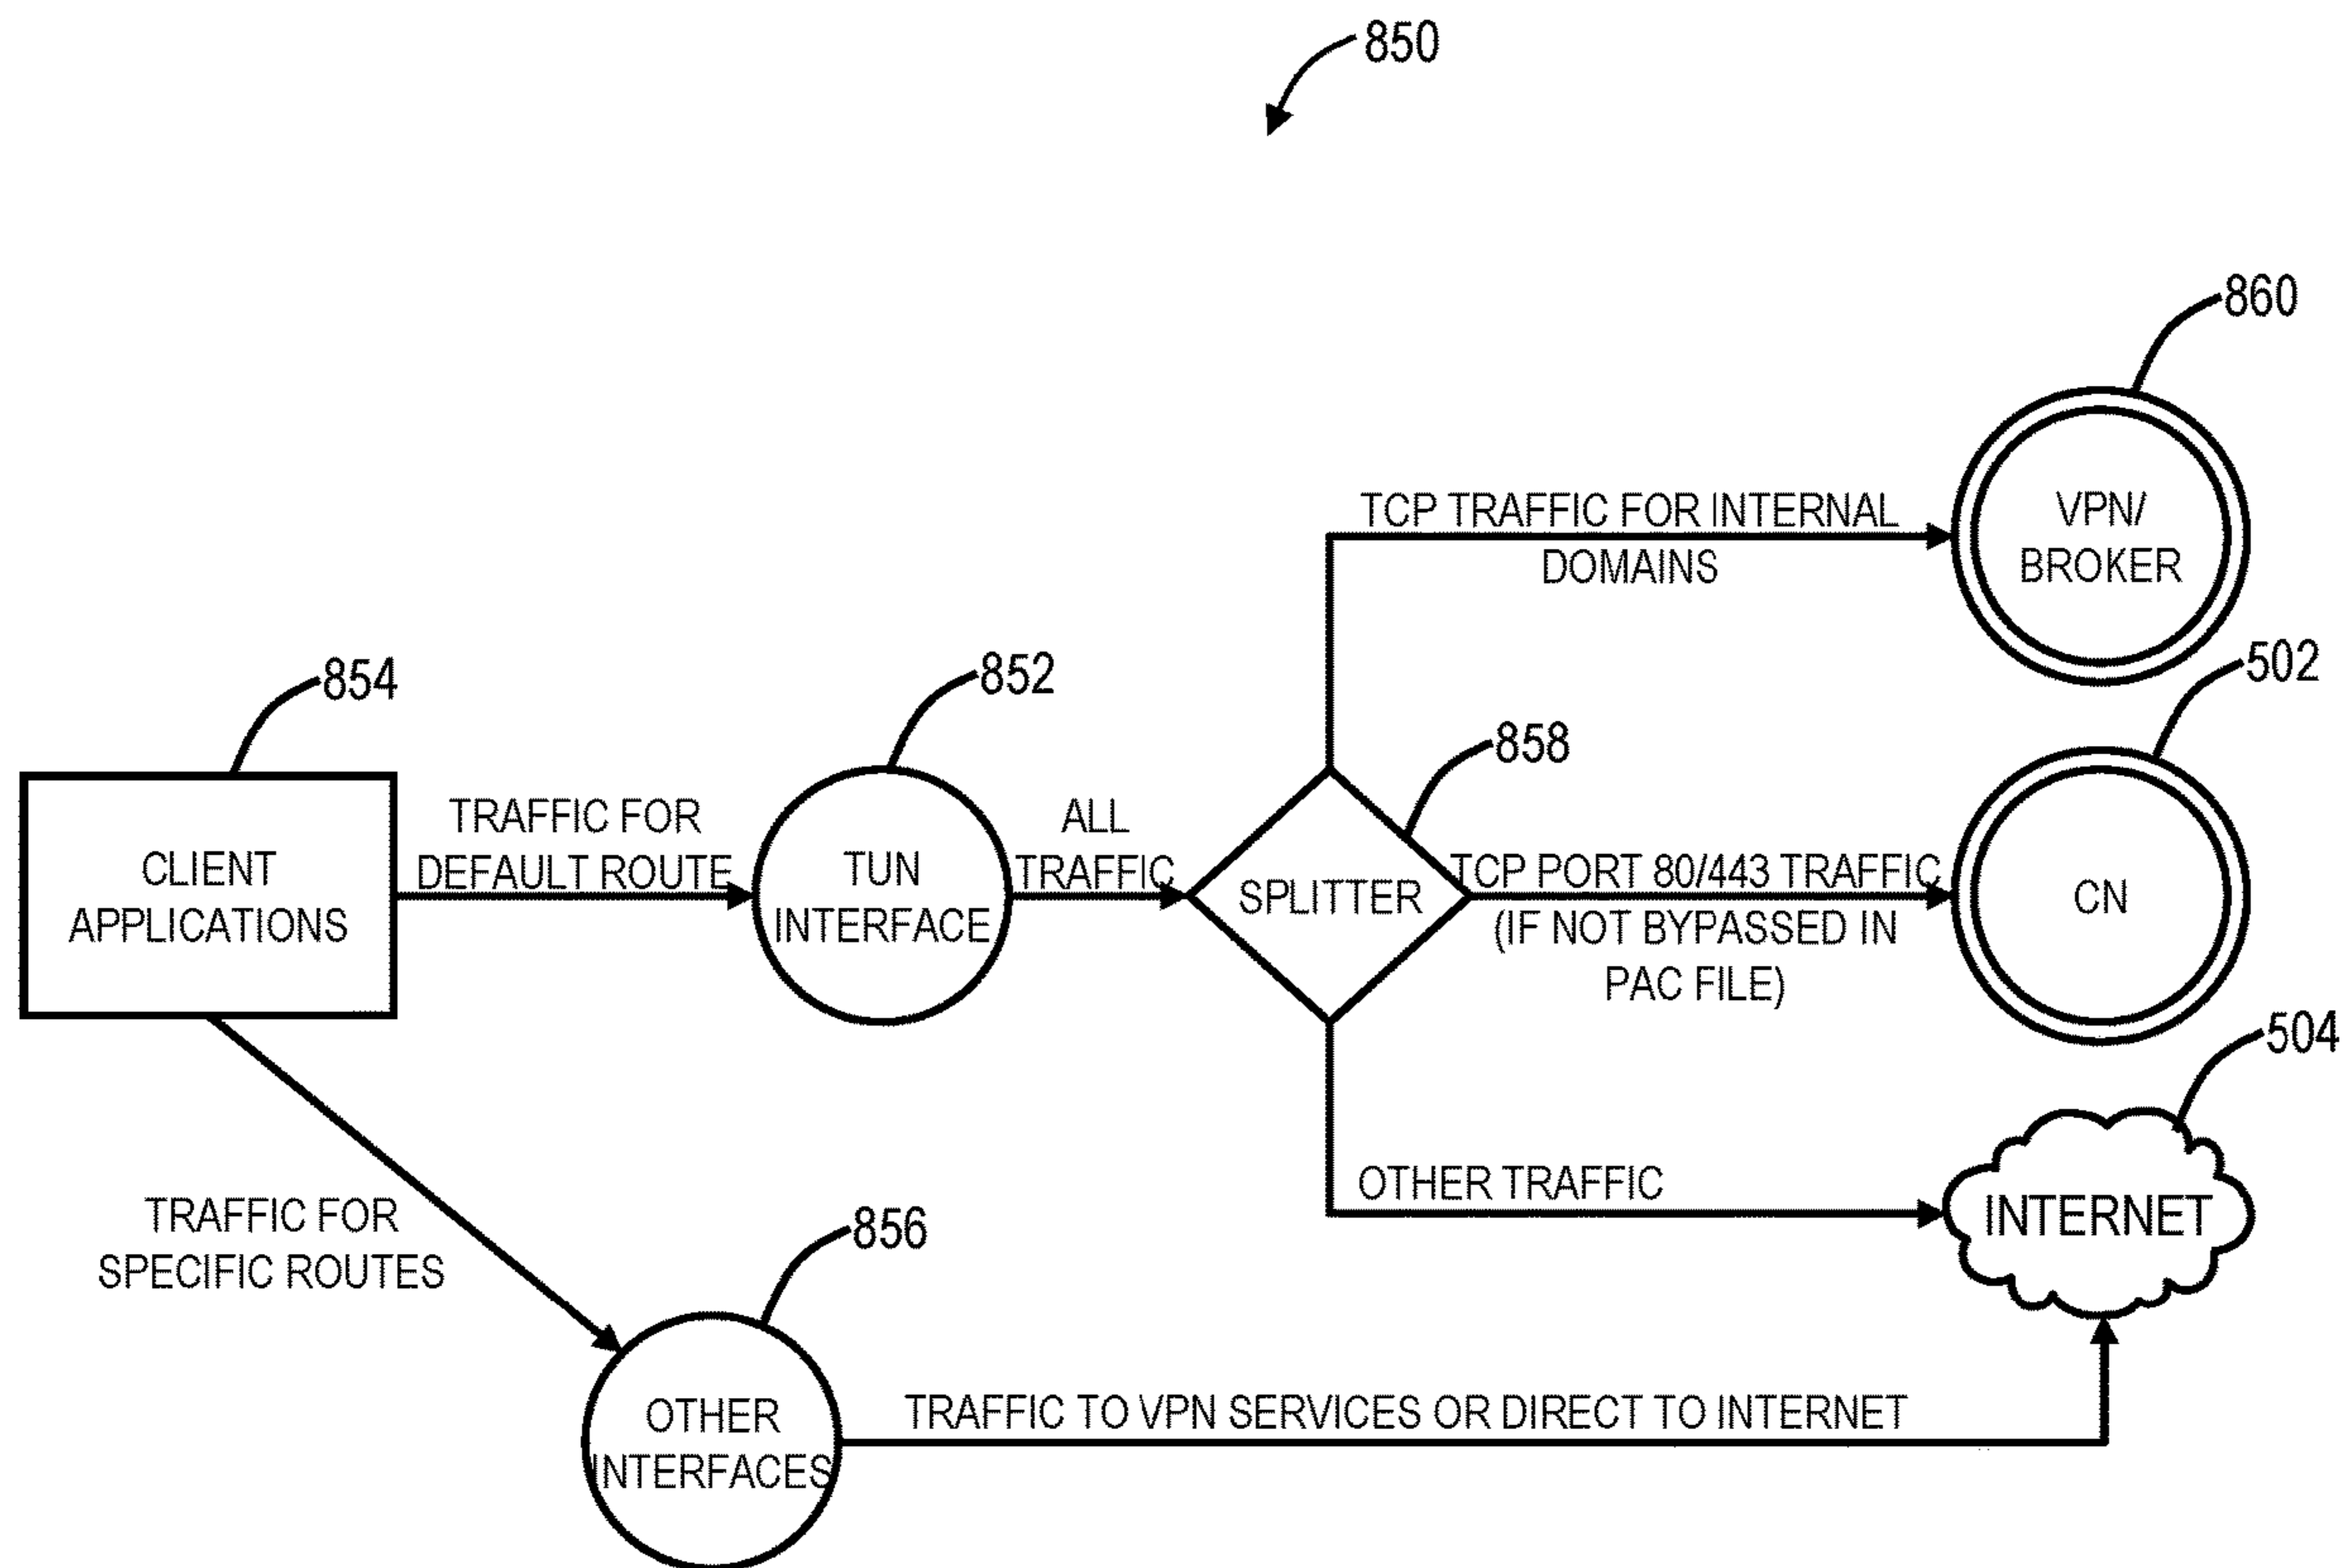 850
860
TCP TRAFFIC FOR INTERNAL
DOMAINS
VPN/
BROKER
854
852
858
502
CLIENT
APPLICATIONS
TRAFFIC FOR
DEFAULT ROUTE
TUN
INTERFACE
ALL
TRAFFIC
SPLITTER
TCP PORT 80/443 TRAFFIC
(IF NOT BYPASSED IN
PAC FILE)
CN
504
OTHER TRAFFIC
INTERNET
TRAFFIC FOR
SPECIFIC ROUTES
856
OTHER
INTERFACES
TRAFFIC TO VPN SERVICES OR DIRECT TO INTERNET